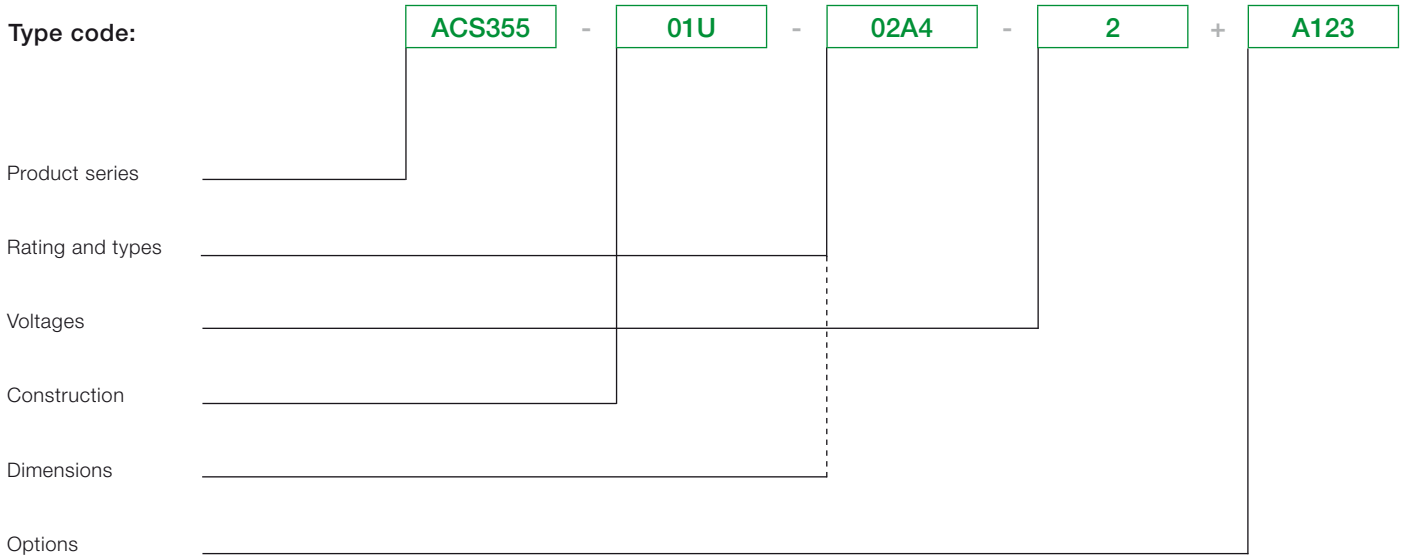 Type code: ACS355 - 01U - 02A4 - 2 + A123
Product series
Rating and types
Voltages
Construction
Dimensions
Options